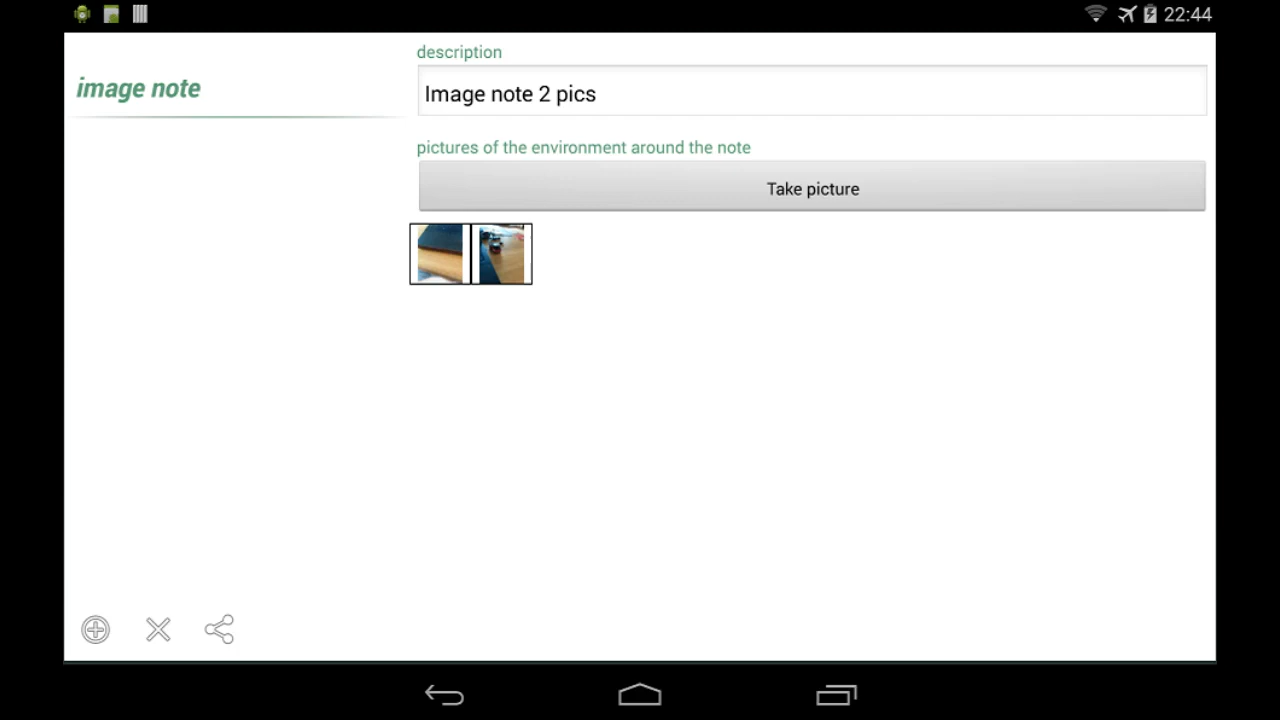 22:44
image note
description
Image note 2 pics
pictures of the environment around the note
Take picture